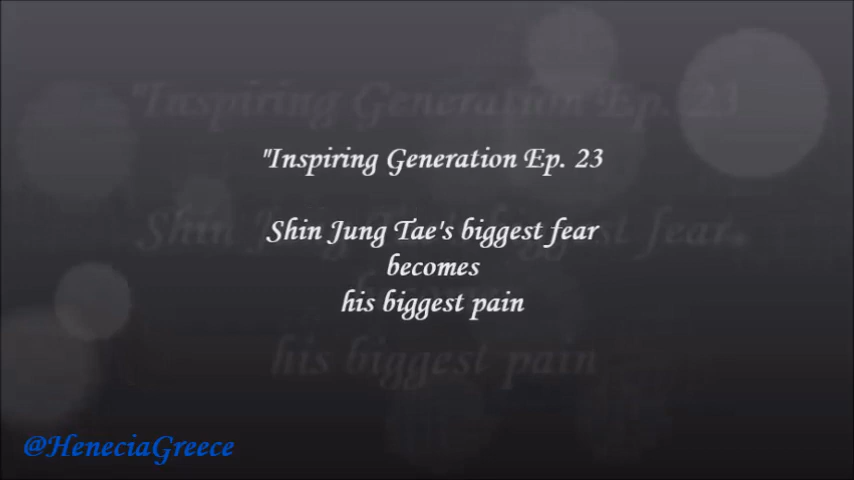 "Inspiring Generation Ep. 23
Shin Jung Tae's biggest fear
becomes
his biggest pain
@HeneciaGreece